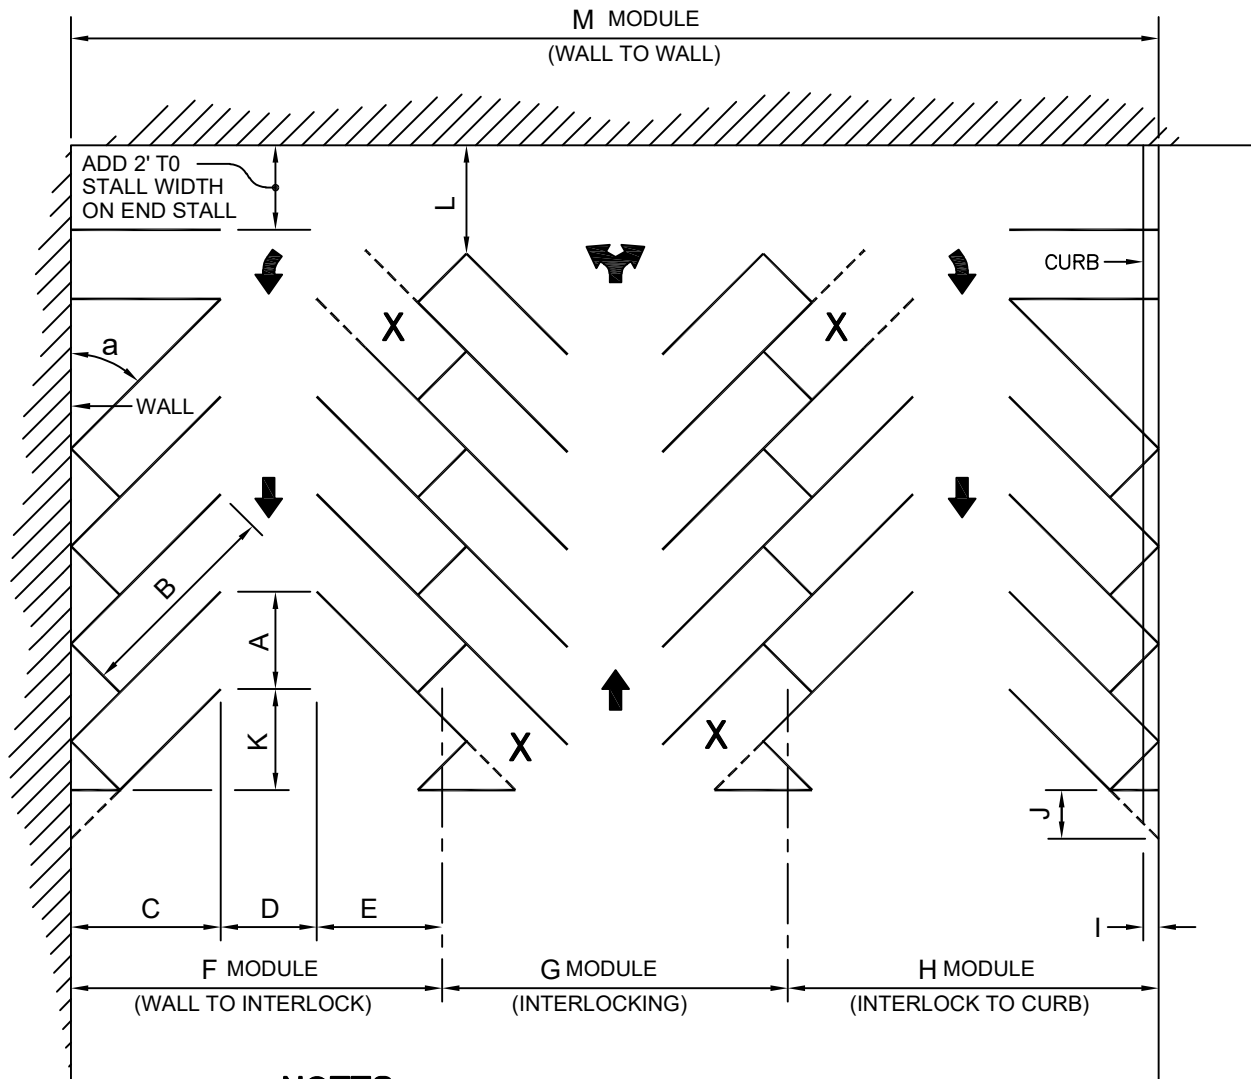 M MODULE
(WALL TO WALL)
ADD 2' T0
STALL WIDTH
ON END STALL
L
CURB
X
X
a
WALL
B
A
K
X
X
J
C
D
E
I
F MODULE
(WALL TO INTERLOCK)
G MODULE
(INTERLOCKING)
H MODULE
(INTERLOCK TO CURB)